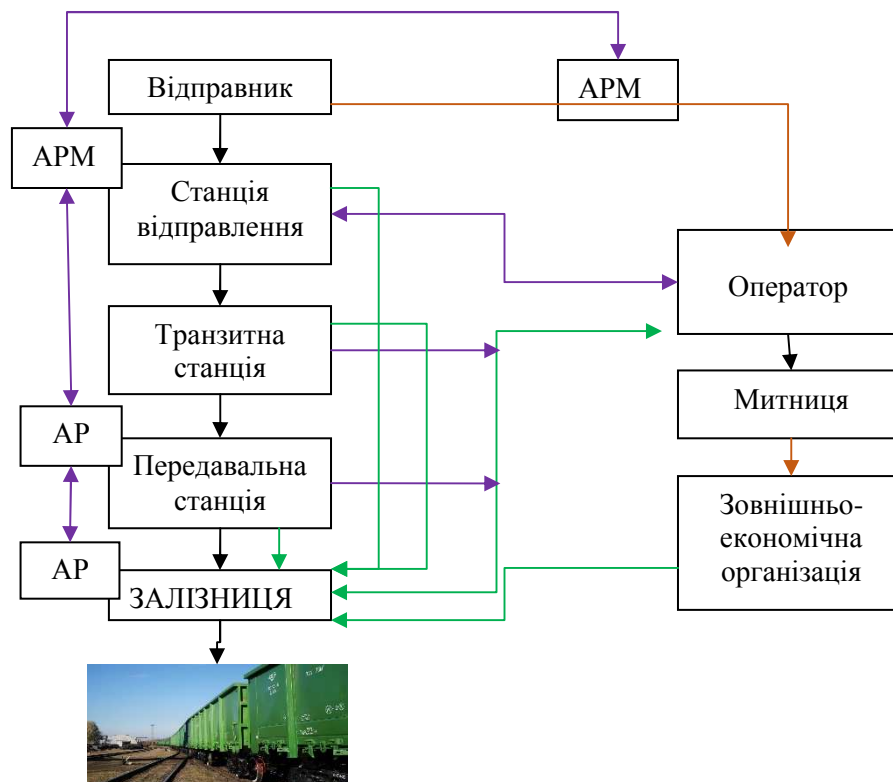 Відправник
АРМ
АРМ
Станція
відправлення
Оператор
Транзитна
станція
Митниця
АР
Передавальна
станція
Зовнішньо-
економічна
організація
АР
ЗАЛІЗНИЦЯ